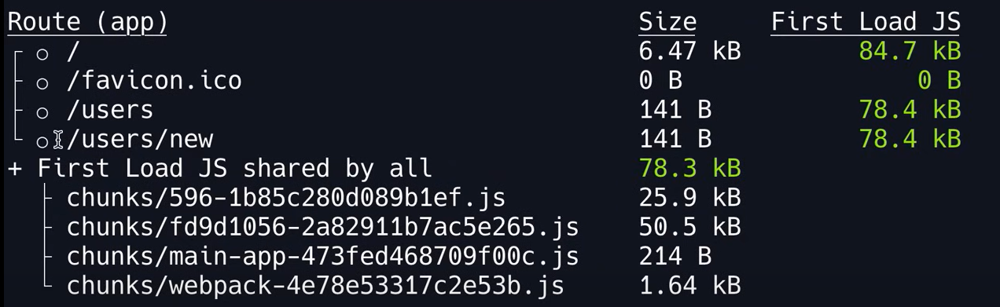 Route (app) Size First Load JS
┌ ○ / 6.47 kB 84.7 kB
├ ○ /favicon.ico 0 B 0 B
├ ○ /users 141 B 78.4 kB
└ ○ /users/new 141 B 78.4 kB
+ First Load JS shared by all 78.3 kB
├ chunks/596-1b85c280d089b1ef.js 25.9 kB
├ chunks/fd9d1056-2a82911b7ac5e265.js 50.5 kB
├ chunks/main-app-473fed468709f00c.js 214 B
└ chunks/webpack-4e78e53317c2e53b.js 1.64 kB